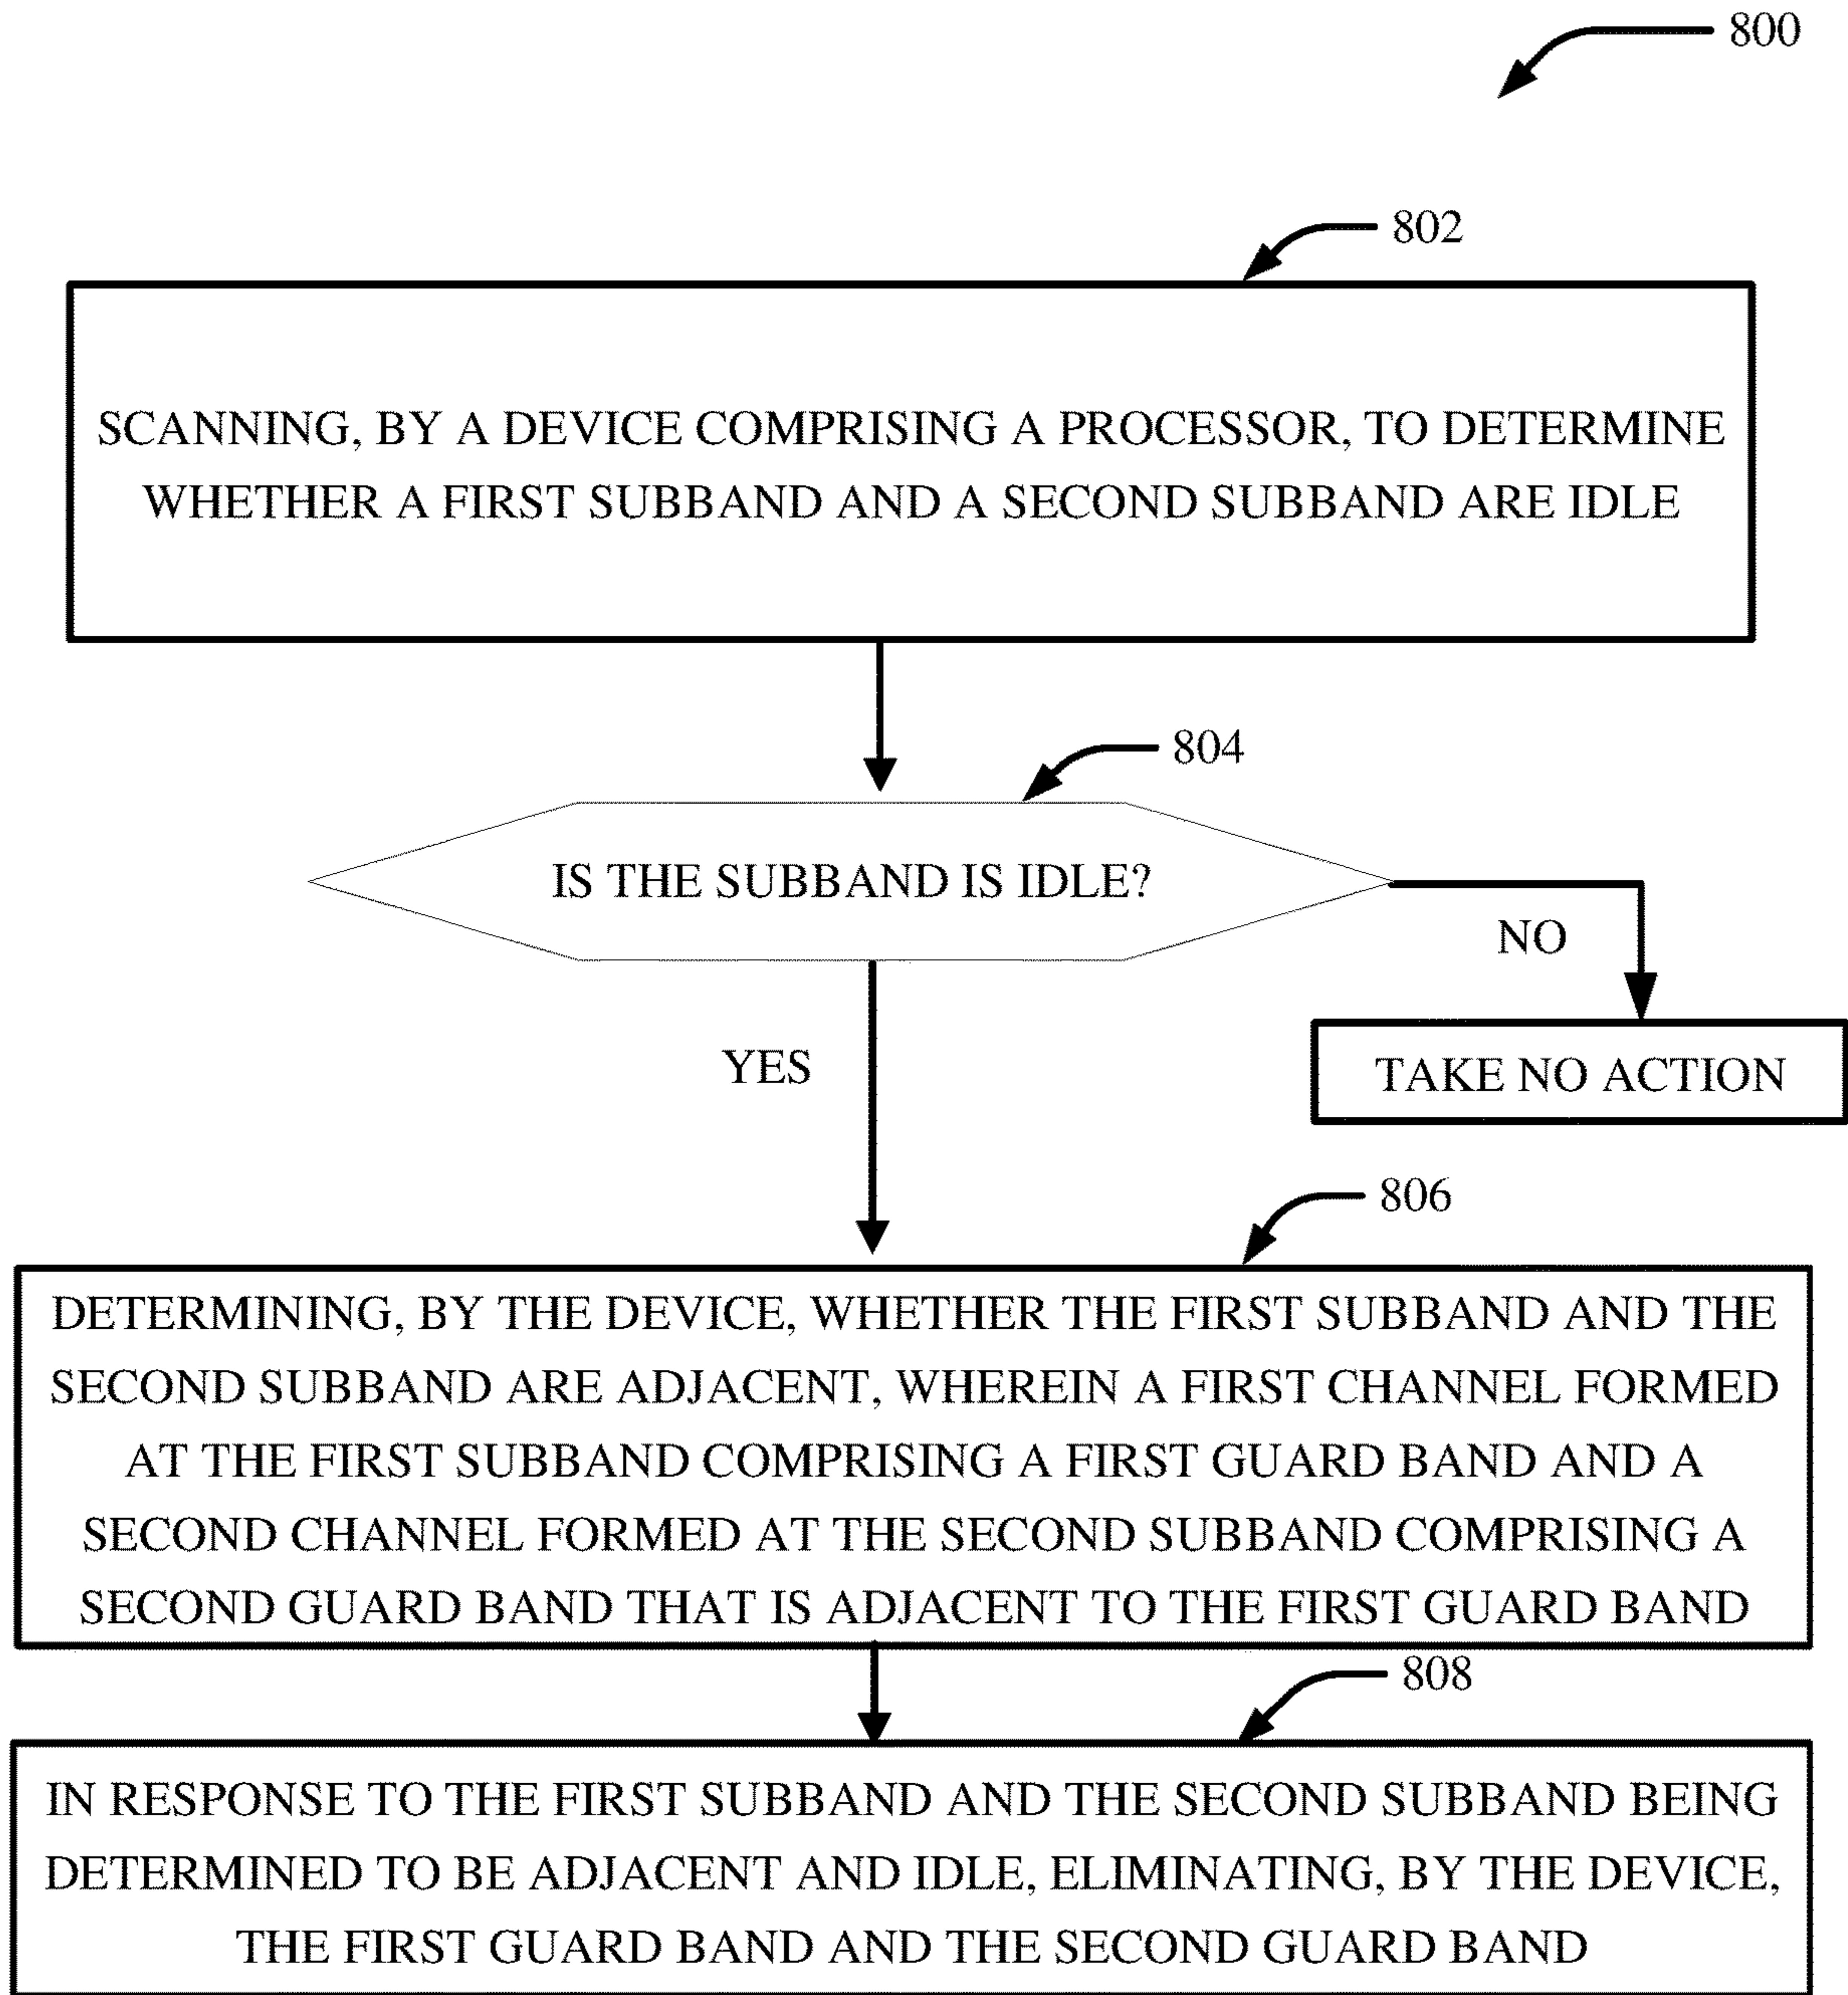 800
802
SCANNING, BY A DEVICE COMPRISING A PROCESSOR, TO DETERMINE
WHETHER A FIRST SUBBAND AND A SECOND SUBBAND ARE IDLE
804
IS THE SUBBAND IS IDLE?
NO
YES
TAKE NO ACTION
806
DETERMINING, BY THE DEVICE, WHETHER THE FIRST SUBBAND AND THE
SECOND SUBBAND ARE ADJACENT, WHEREIN A FIRST CHANNEL FORMED
AT THE FIRST SUBBAND COMPRISING A FIRST GUARD BAND AND A
SECOND CHANNEL FORMED AT THE SECOND SUBBAND COMPRISING A
SECOND GUARD BAND THAT IS ADJACENT TO THE FIRST GUARD BAND
808
IN RESPONSE TO THE FIRST SUBBAND AND THE SECOND SUBBAND BEING
DETERMINED TO BE ADJACENT AND IDLE, ELIMINATING, BY THE DEVICE,
THE FIRST GUARD BAND AND THE SECOND GUARD BAND